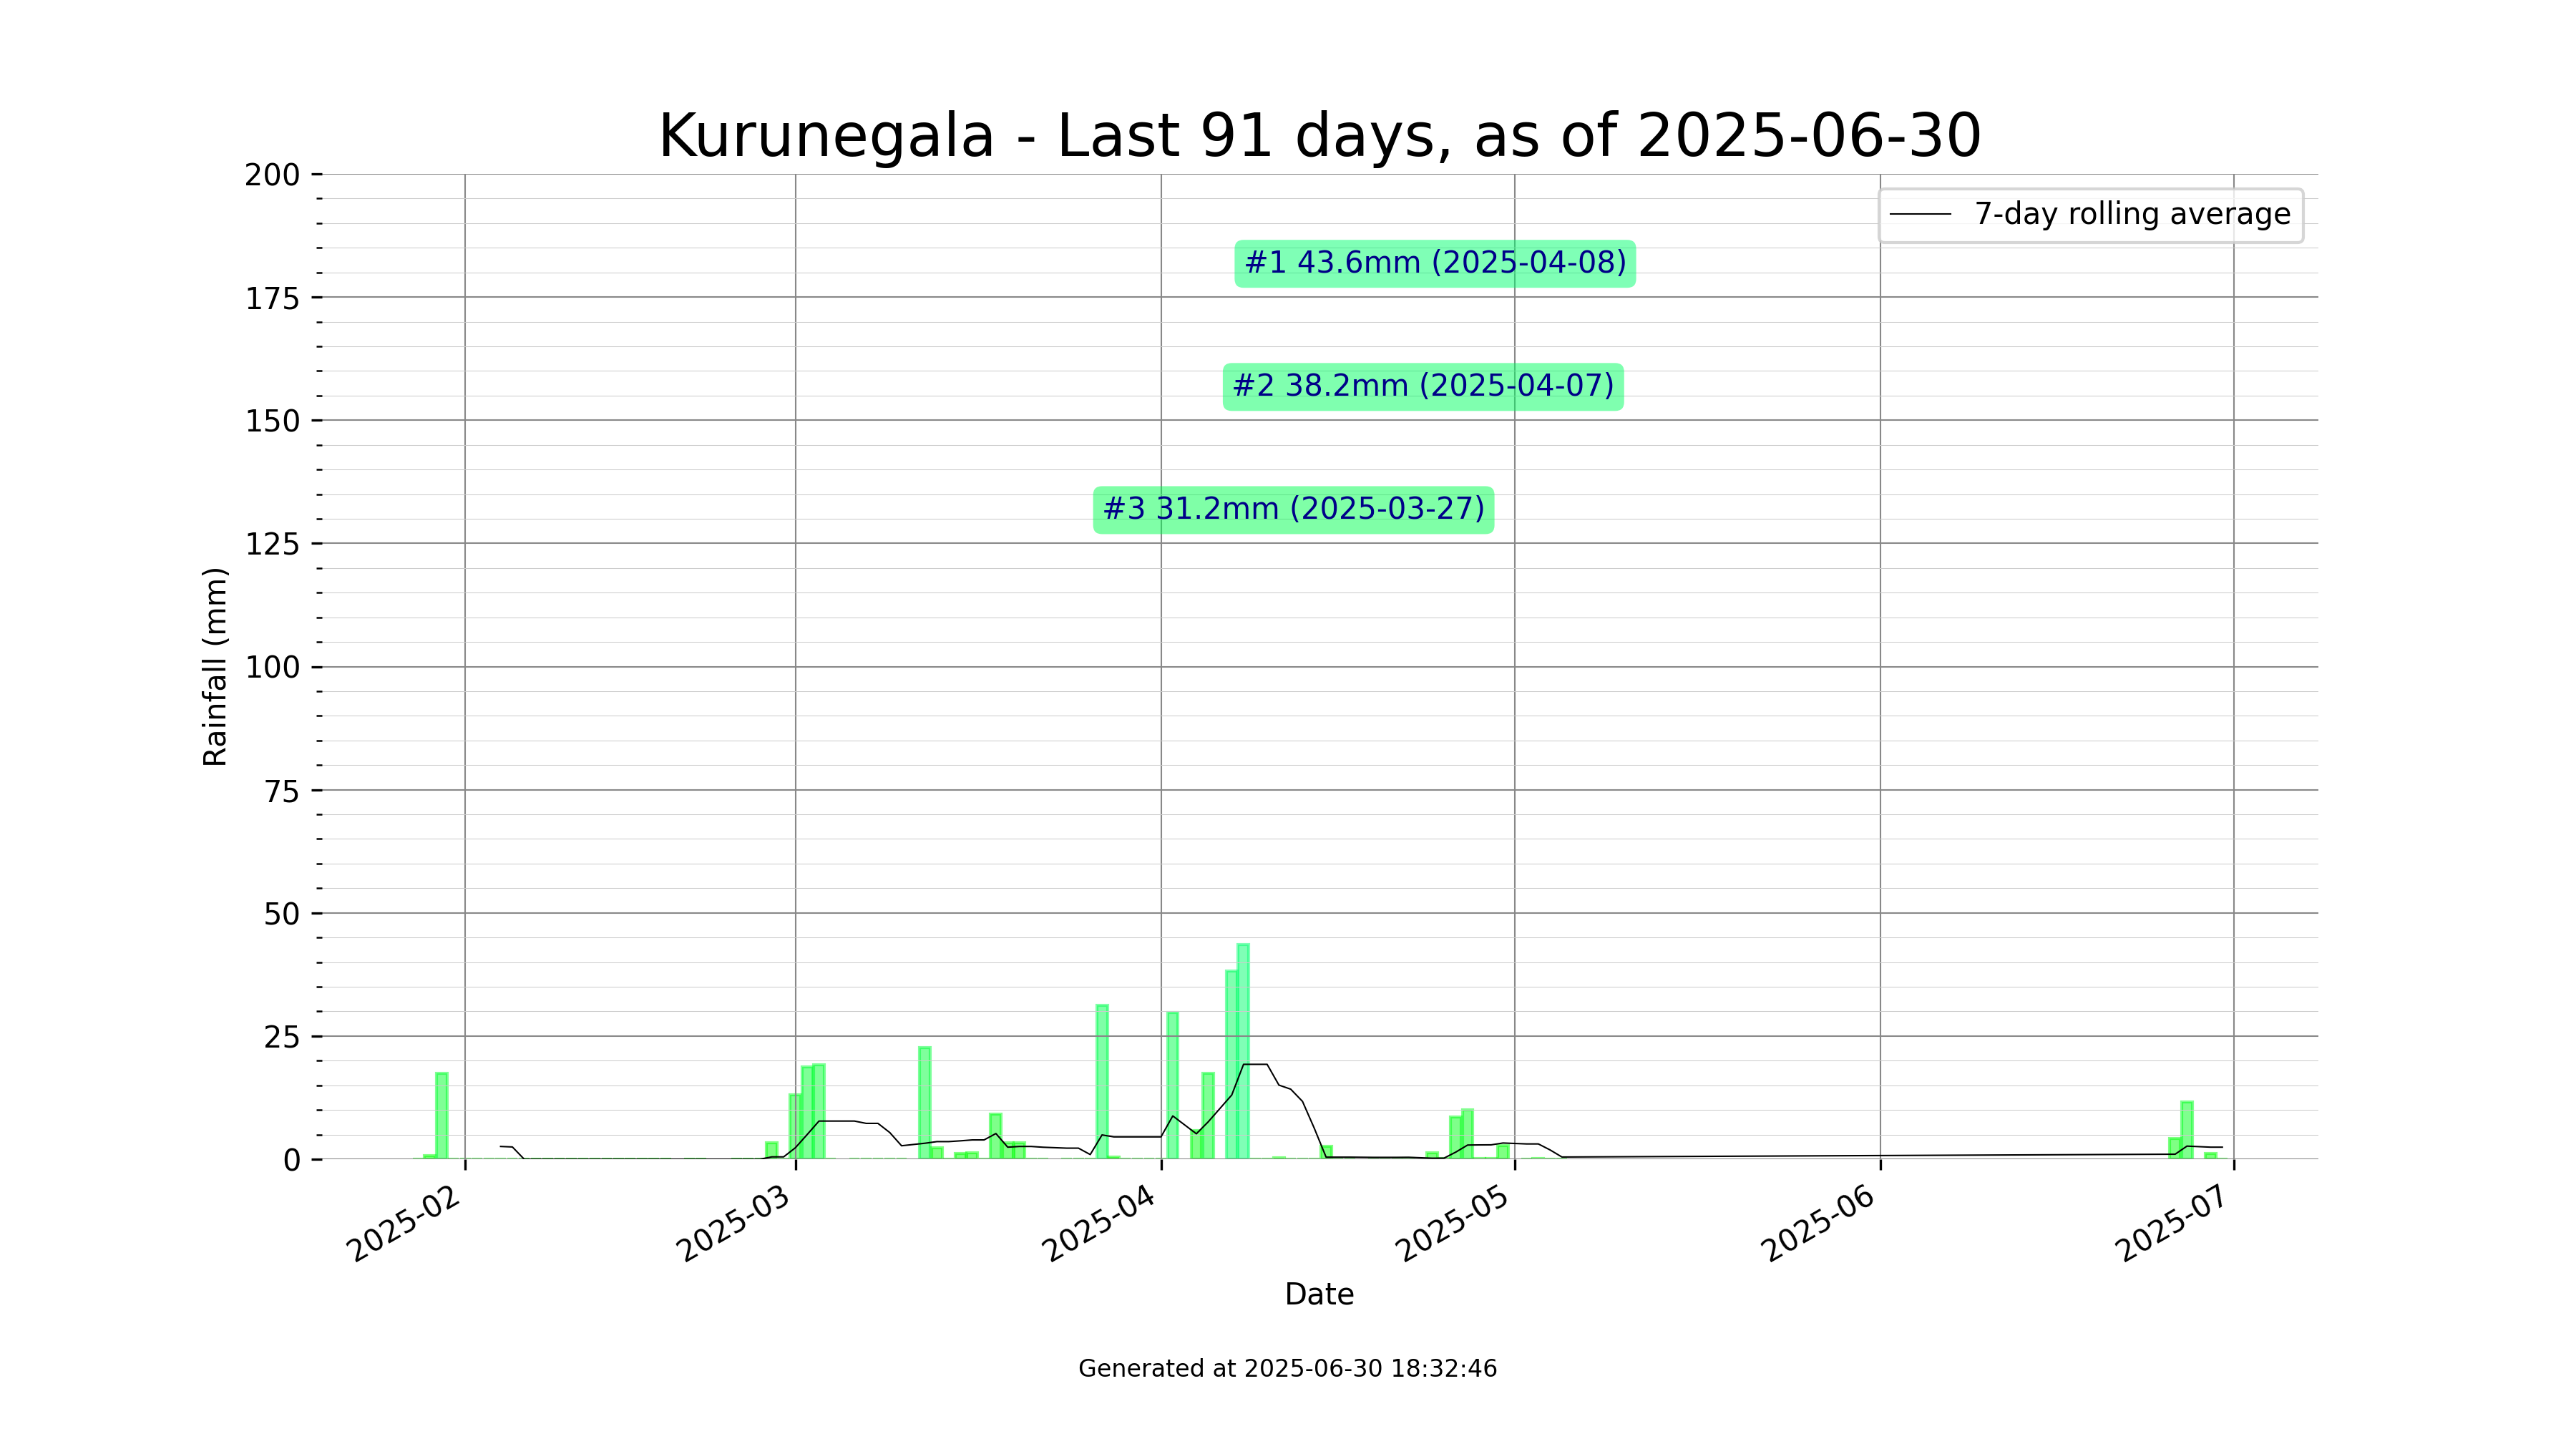 Kurunegala - Last 91 days, as of 2025-06-30
200
175
150
125
100
75
50
25
0
Rainfall (mm)
7-day rolling average
#1 43.6mm (2025-04-08)
#2 38.2mm (2025-04-07)
#3 31.2mm (2025-03-27)
2025-02
2025-03
2025-04
2025-05
2025-06
2025-07
Date
Generated at 2025-06-30 18:32:46